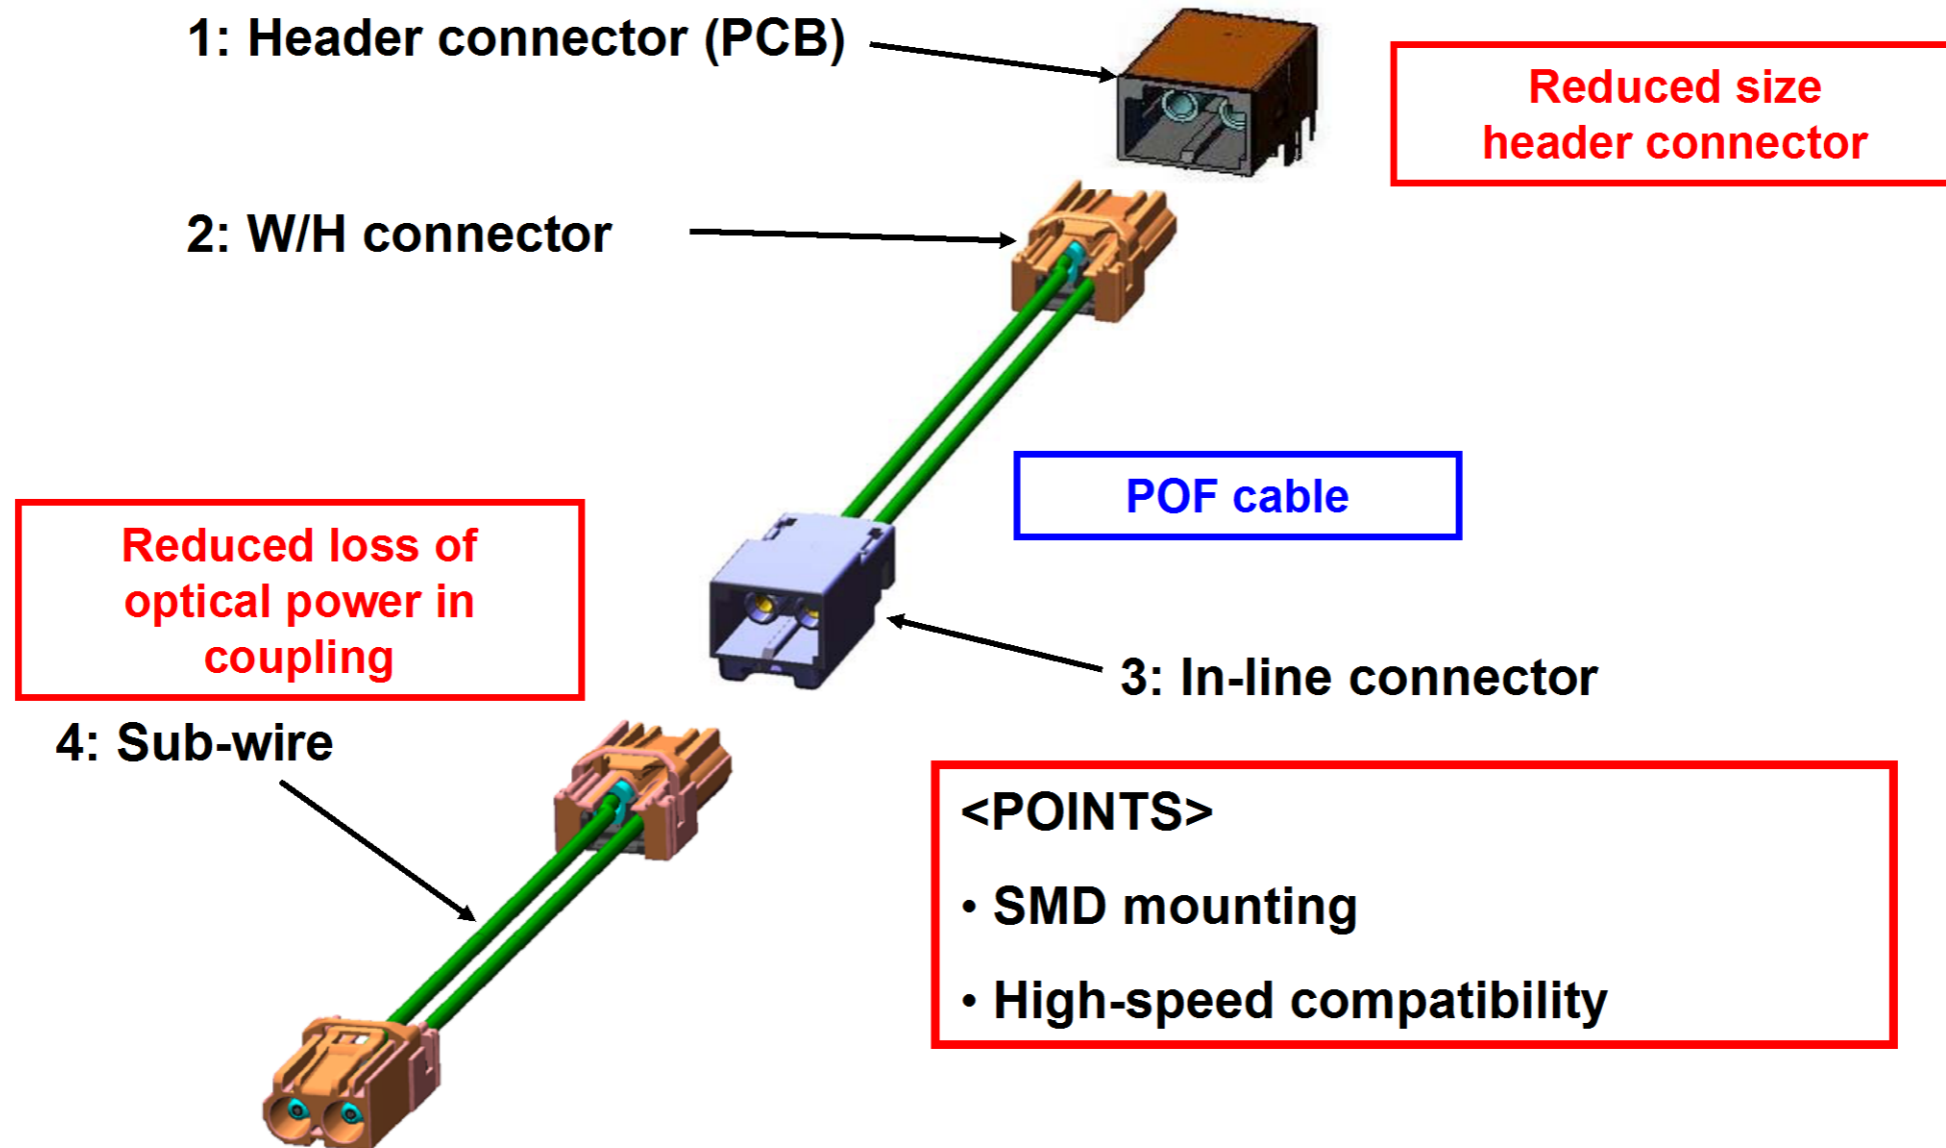 1: Header connector (PCB)
Reduced size
header connector
2: W/H connector
POF cable
Reduced loss of
optical power in
coupling
3: In-line connector
4: Sub-wire
<POINTS>
• SMD mounting
• High-speed compatibility